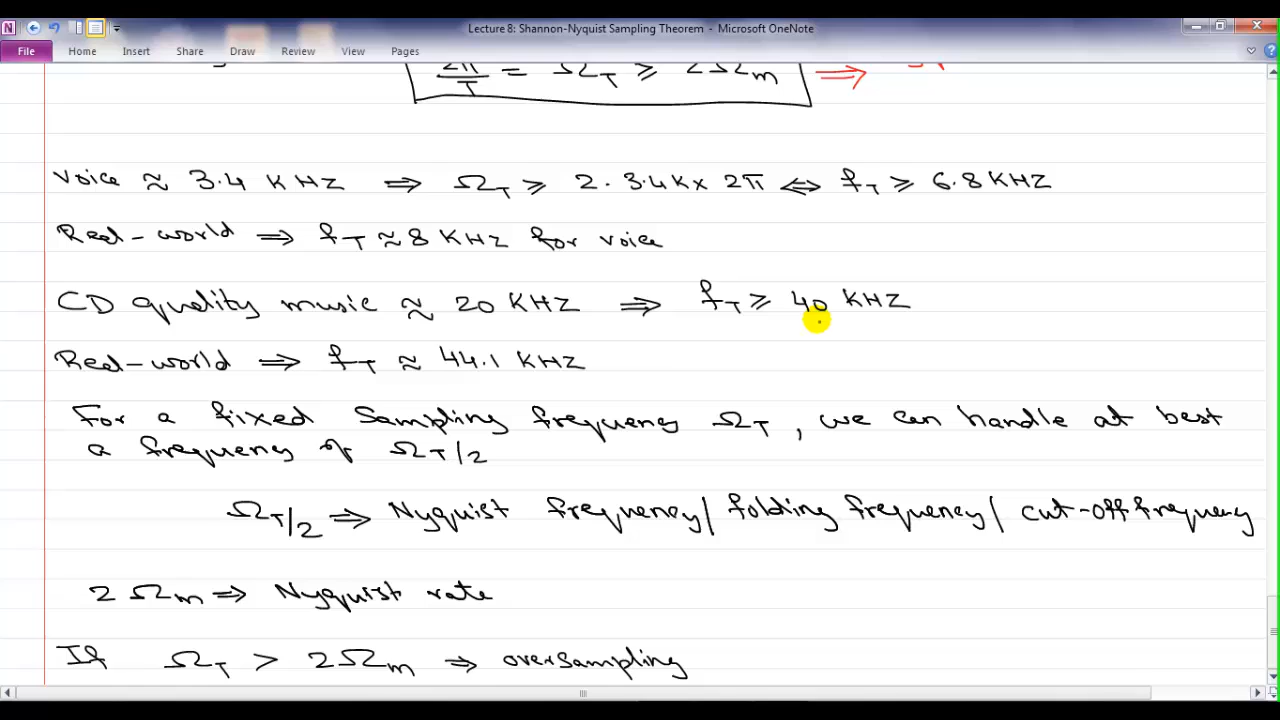 Lecture 8: Shannon-Nyquist Sampling Theorem - Microsoft OneNote
File Home Insert Share Draw Review View Pages
2π/T = Ω_T ≥ 2Ω_m ⇒
Voice ≈ 3.4 KHZ ⇒ Ω_T ≥ 2. 3.4K× 2π ⇔ f_T ≥ 6.8 KHZ
Real-world ⇒ f_T ≈ 8 KHZ for voice
CD quality music ≈ 20 KHZ ⇒ f_T ≥ 40 KHZ
Real-world ⇒ f_T ≈ 44.1 KHZ
For a fixed Sampling frequency Ω_T, we can handle at best
a frequency of Ω_T/2
Ω_T/2 ⇒ Nyquist frequency/ folding frequency/ cut-off frequency
2 Ω_m ⇒ Nyquist rate
If Ω_T > 2Ω_m ⇒ oversampling